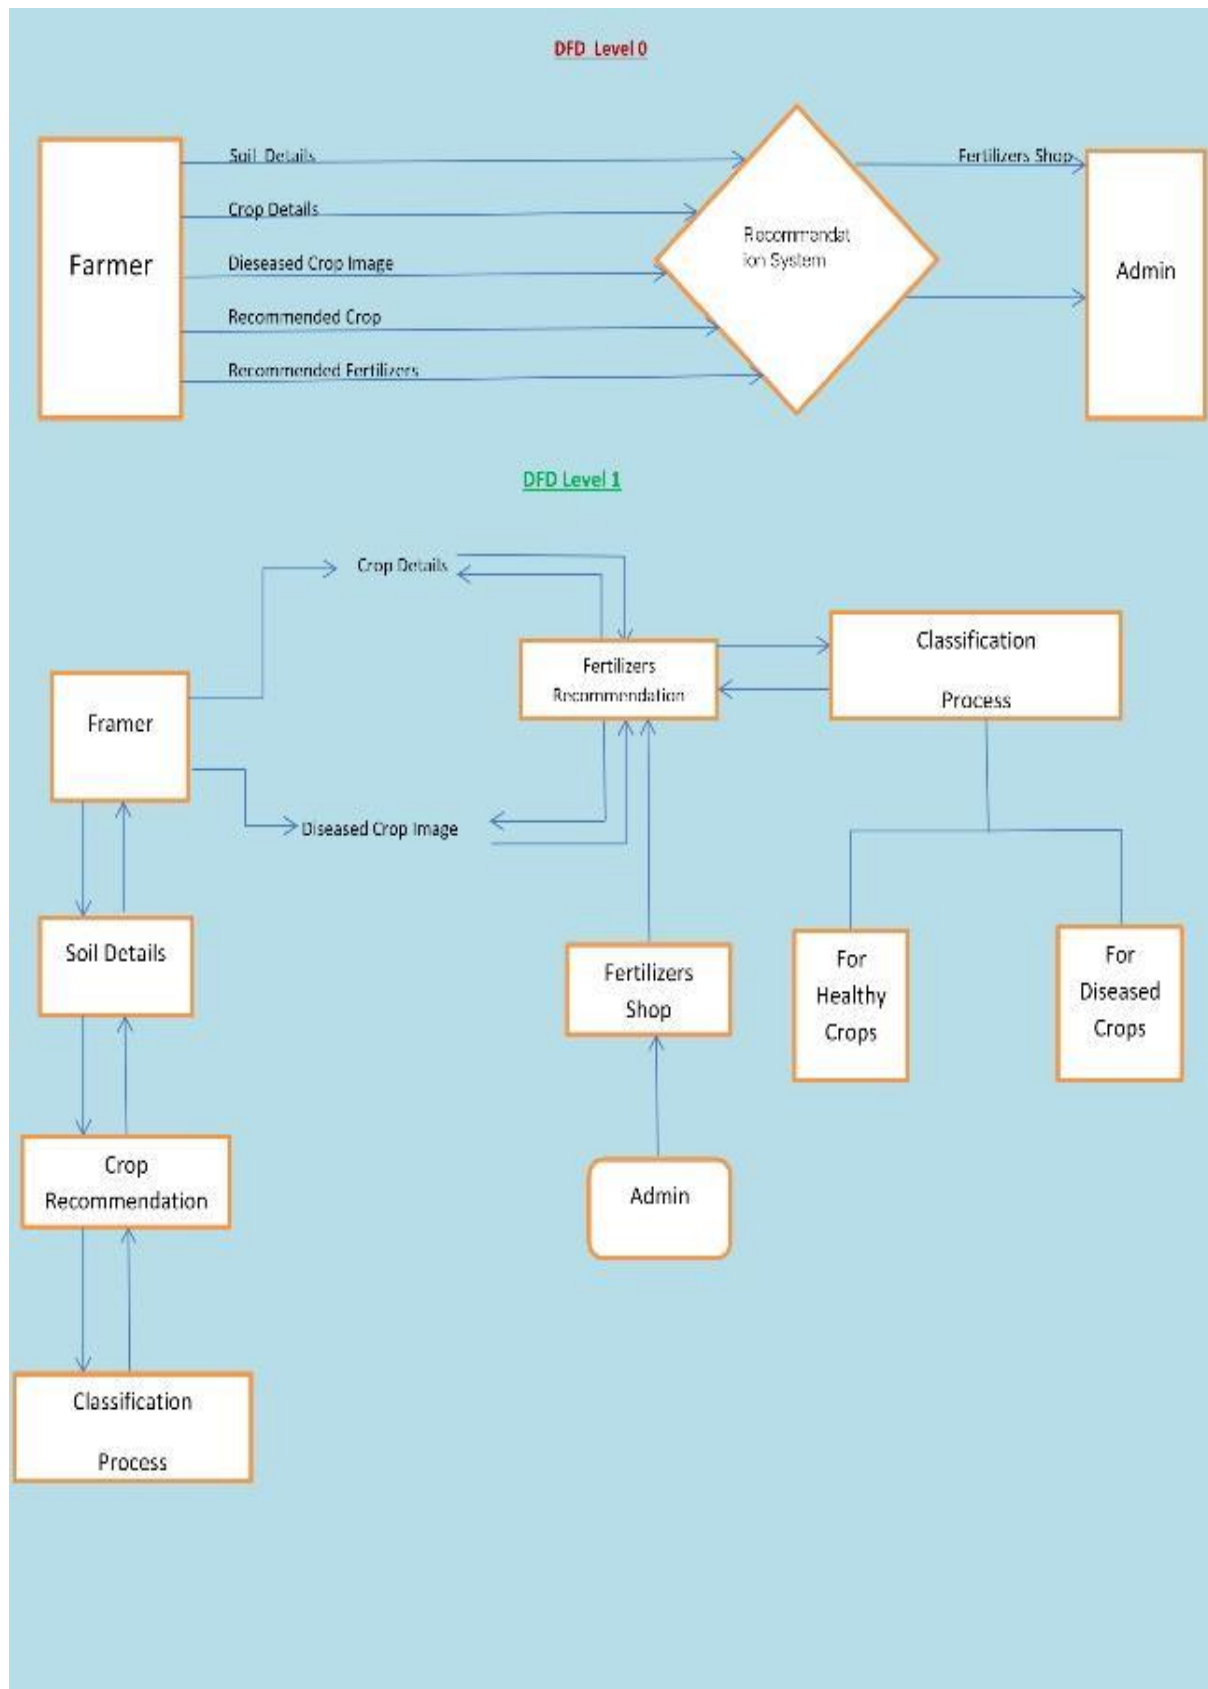 DFD Level 0
Soil Details
Fertilizers Shop
Crop Details
Farmer
Dieseased Crop Image
Recommendat
ion System
Admin
Recommended Crop
Recommended Fertilizers
DFD Level 1
Crop Details
Fertilizers
Recommendation
Classification
Process
Framer
Diseased Crop Image
Soil Details
Fertilizers
Shop
For
Healthy
Crops
For
Diseased
Crops
Crop
Recommendation
Admin
Classification
Process